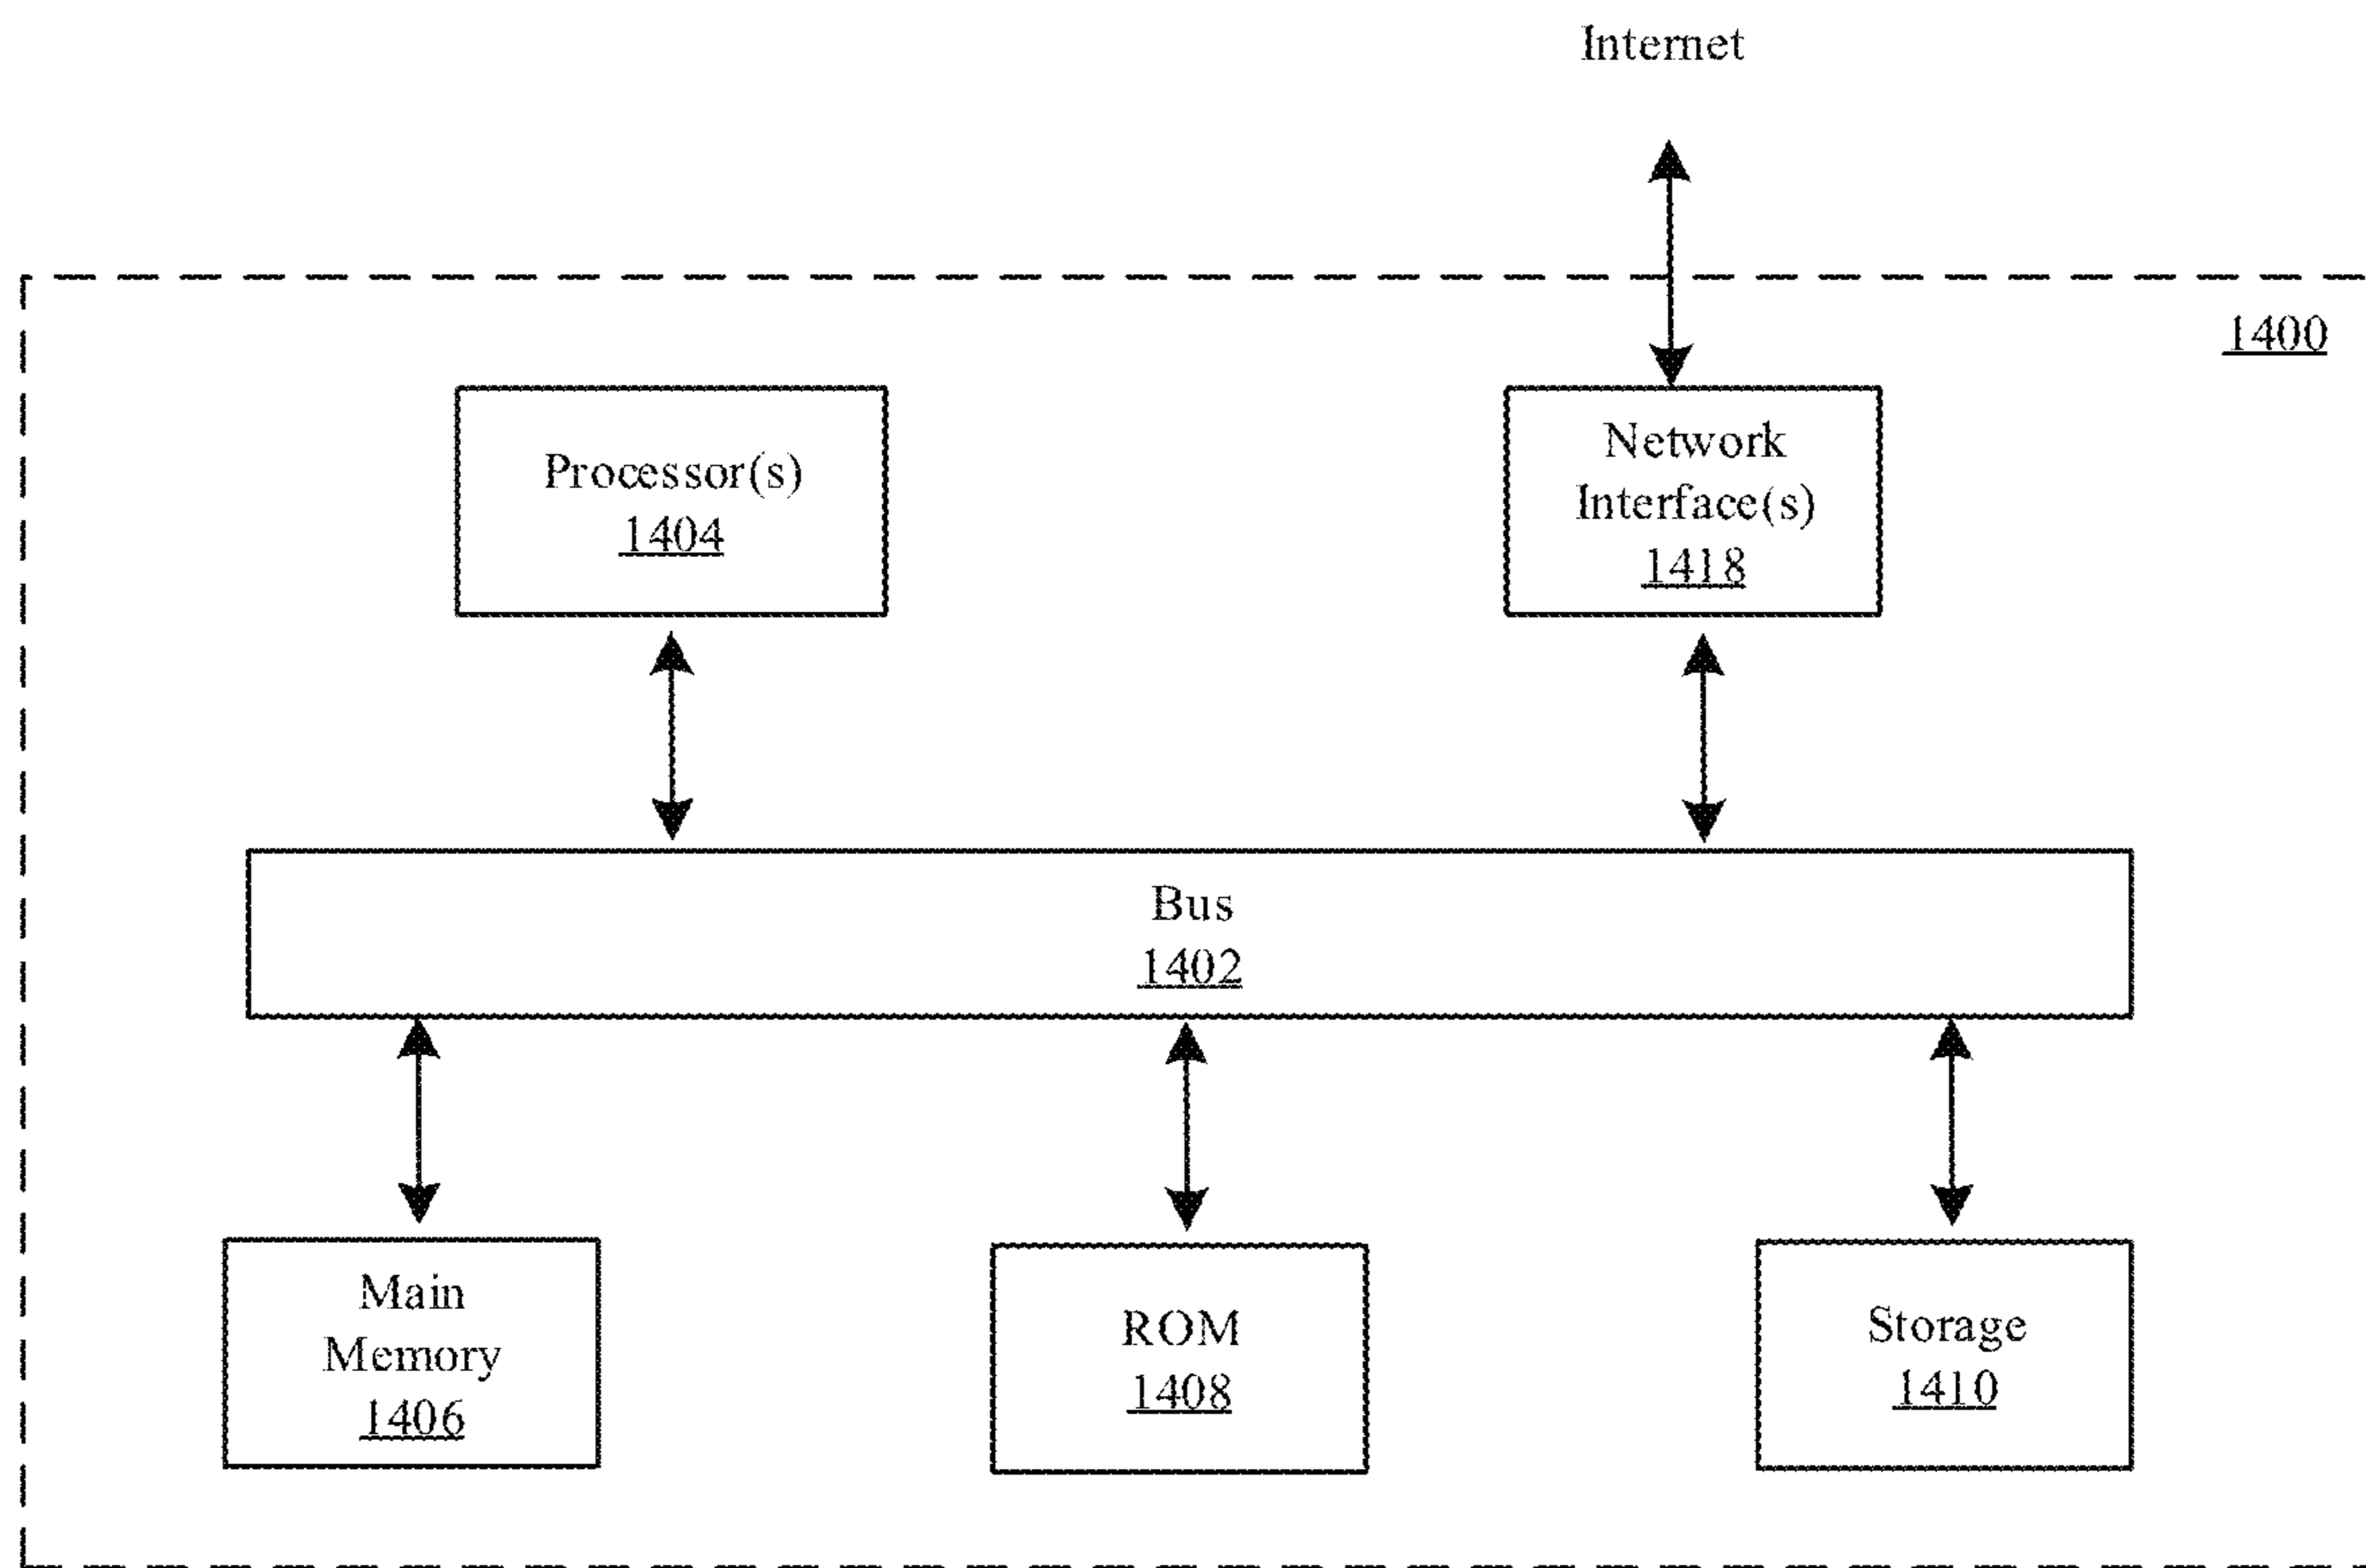 Internet
1400
Processor(s)
1404
Network
Interface(s)
1418
Bus
1402
Main
Memory
1406
ROM
1408
Storage
1410